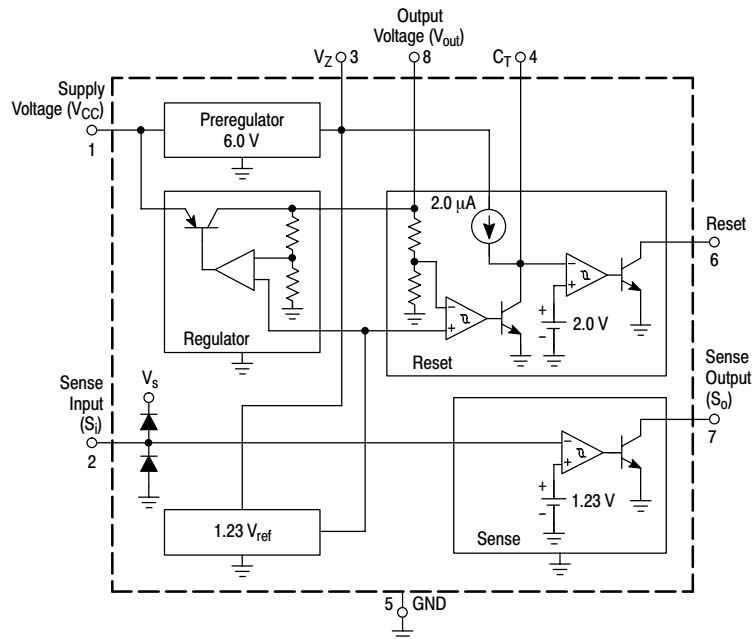 Output
Voltage (Vout)
VZ 3
8
CT 4
Supply
Voltage (VCC)
1
Preregulator
6.0 V
2.0 μA
Reset
6
2.0 V
Regulator
Reset
Sense
Input
(Si)
2
Vs
Sense
Output
(So)
7
1.23 V
1.23 Vref
Sense
5 GND